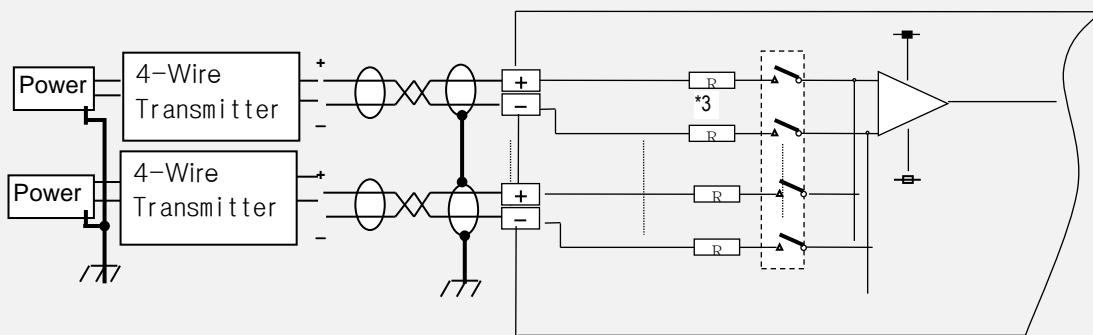 Power
4-Wire
Transmitter
+
−
+
−
R
*3
R
Power
4-Wire
Transmitter
+
−
+
−
R
R